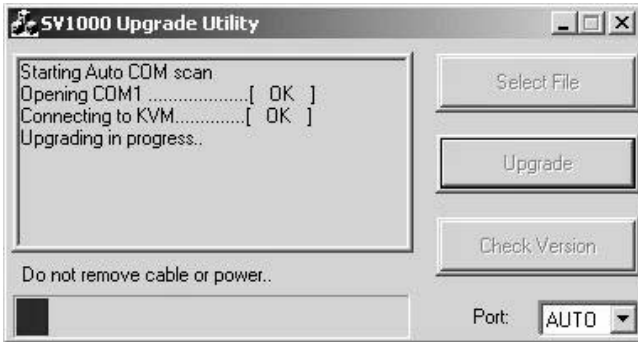 SV1000 Upgrade Utility
Starting Auto COM scan
Opening COM1 ....................[ OK ]
Connecting to KVM..............[ OK ]
Upgrading in progress..
Select File
Upgrade
Check Version
Do not remove cable or power..
Port: AUTO